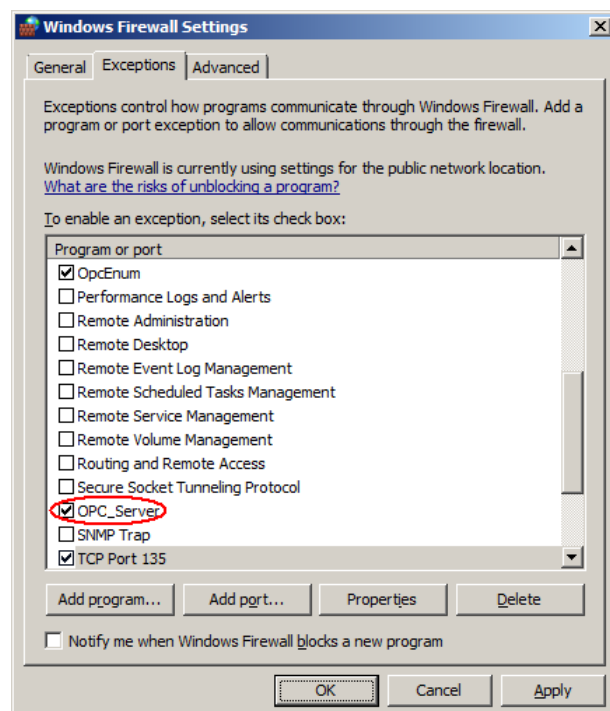 Windows Firewall Settings
General Exceptions Advanced
Exceptions control how programs communicate through Windows Firewall. Add a
program or port exception to allow communications through the firewall.
Windows Firewall is currently using settings for the public network location.
What are the risks of unblocking a program?
To enable an exception, select its check box:
Program or port
OpcEnum
Performance Logs and Alerts
Remote Administration
Remote Desktop
Remote Event Log Management
Remote Scheduled Tasks Management
Remote Service Management
Remote Volume Management
Routing and Remote Access
Secure Socket Tunneling Protocol
OPC_Server
SNMP Trap
TCP Port 135
Add program... Add port... Properties Delete
Notify me when Windows Firewall blocks a new program
OK Cancel Apply